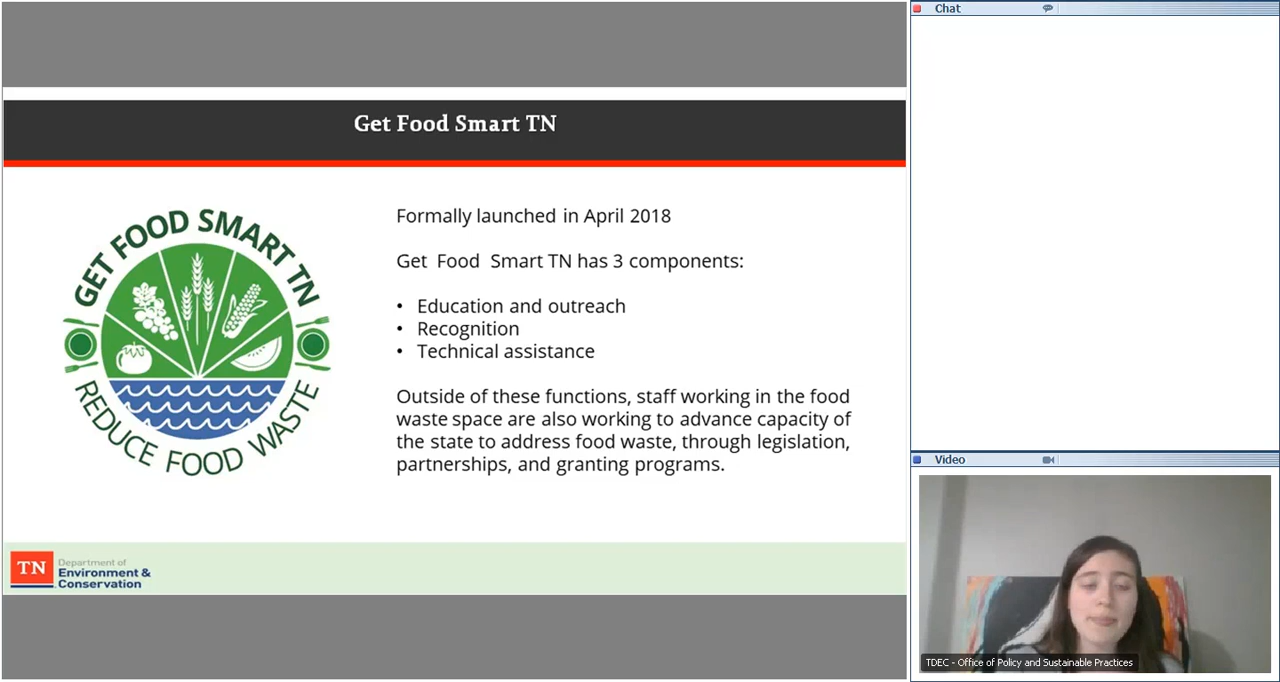 Get Food Smart TN
GET FOOD SMART TN
REDUCE FOOD WASTE
Formally launched in April 2018
Get Food Smart TN has 3 components:
• Education and outreach
• Recognition
• Technical assistance
Outside of these functions, staff working in the food
waste space are also working to advance capacity of
the state to address food waste, through legislation,
partnerships, and granting programs.
TN
Department of
Environment &
Conservation
Chat
Video
TDEC - Office of Policy and Sustainable Practices